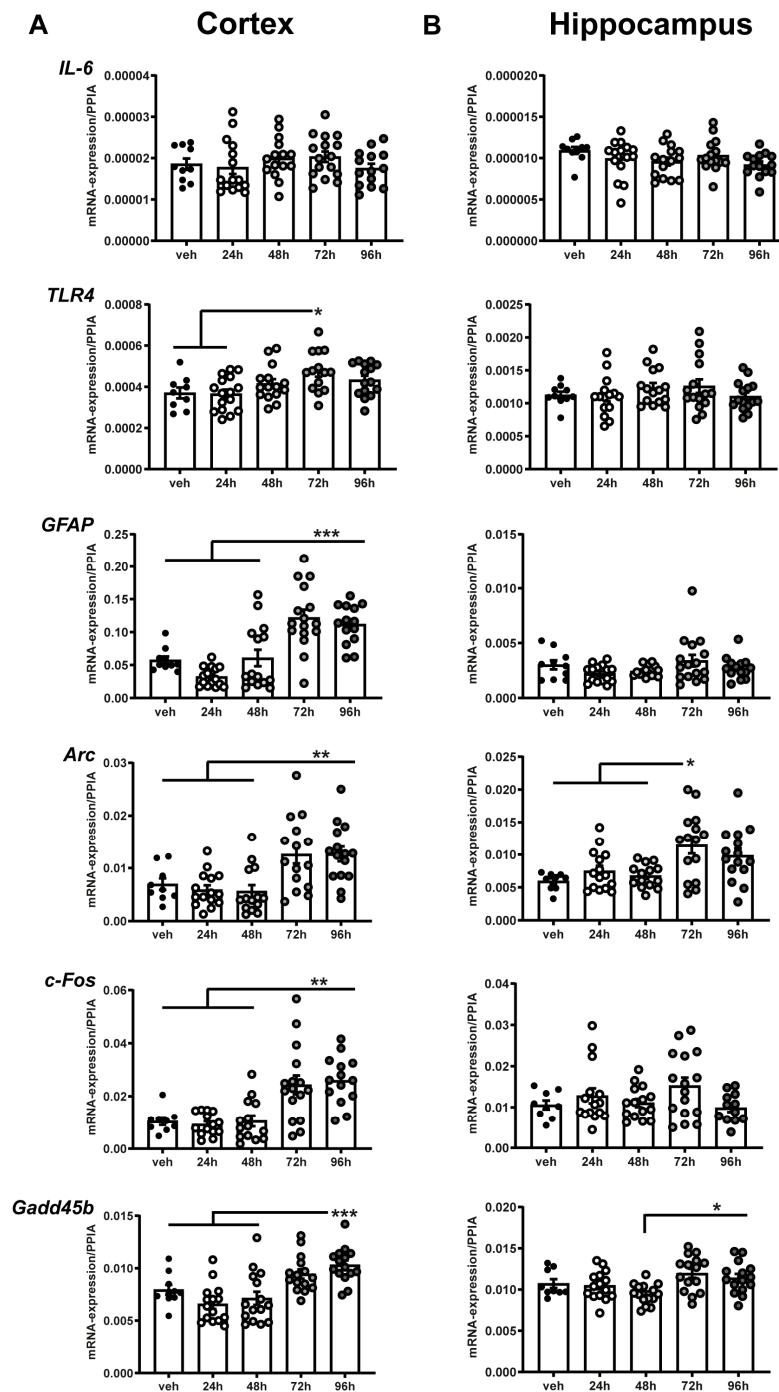 A Cortex B Hippocampus
IL-6
mRNA-expression/PPIA
0.00004
0.00003
0.00002
0.00001
0.00000
veh 24h 48h 72h 96h
mRNA-expression/PPIA
0.000020
0.000015
0.000010
0.000005
0.000000
veh 24h 48h 72h 96h
TLR4
mRNA-expression/PPIA
0.0008
0.0006
0.0004
0.0002
0.0000
*
veh 24h 48h 72h 96h
mRNA-expression/PPIA
0.0025
0.0020
0.0015
0.0010
0.0005
0.0000
veh 24h 48h 72h 96h
GFAP
mRNA-expression/PPIA
0.25
0.20
0.15
0.10
0.05
0.00
***
veh 24h 48h 72h 96h
mRNA-expression/PPIA
0.015
0.010
0.005
0.000
veh 24h 48h 72h 96h
Arc
mRNA-expression/PPIA
0.03
0.02
0.01
0.00
**
veh 24h 48h 72h 96h
mRNA-expression/PPIA
0.025
0.020
0.015
0.010
0.005
0.000
*
veh 24h 48h 72h 96h
c-Fos
mRNA-expression/PPIA
0.06
0.04
0.02
0.00
**
veh 24h 48h 72h 96h
mRNA-expression/PPIA
0.04
0.03
0.02
0.01
0.00
veh 24h 48h 72h 96h
Gadd45b
mRNA-expression/PPIA
0.015
0.010
0.005
0.000
***
veh 24h 48h 72h 96h
mRNA-expression/PPIA
0.020
0.015
0.010
0.005
0.000
*
veh 24h 48h 72h 96h